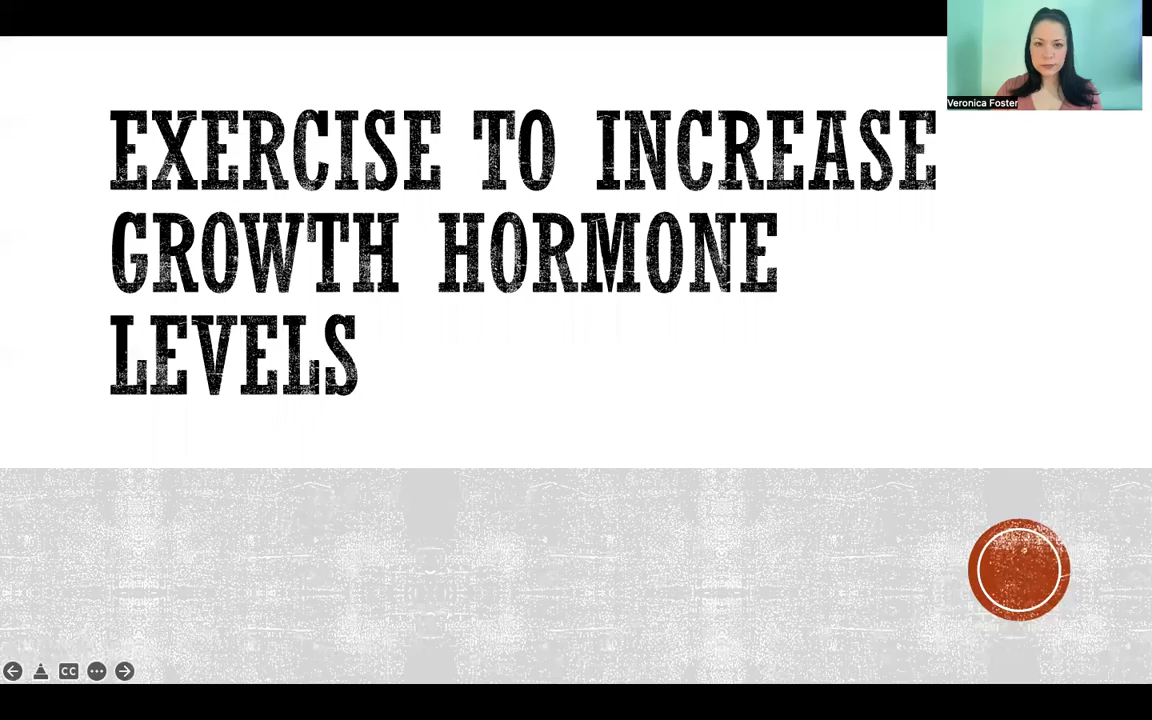 Veronica Foster
EXERCISE TO INCREASE
GROWTH HORMONE
LEVELS
CC